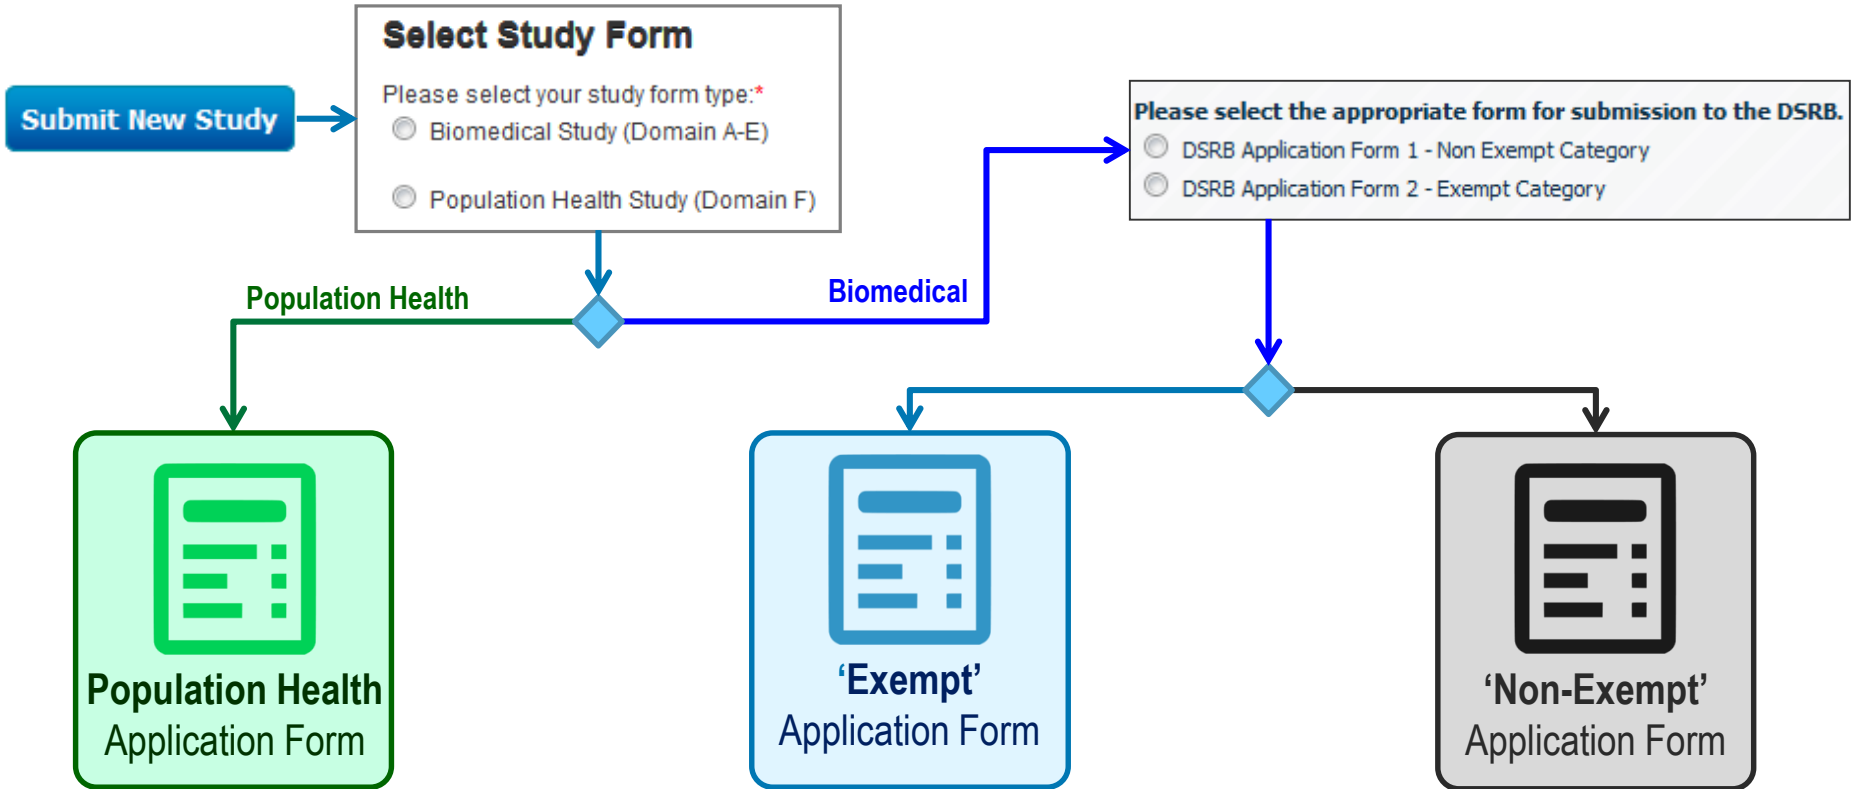 Submit New Study
Select Study Form
Please select your study form type:*
Biomedical Study (Domain A-E)
Population Health Study (Domain F)
Please select the appropriate form for submission to the DSRB.
DSRB Application Form 1 - Non Exempt Category
DSRB Application Form 2 - Exempt Category
Population Health
Biomedical
Population Health
Application Form
‘Exempt’
Application Form
‘Non-Exempt’
Application Form